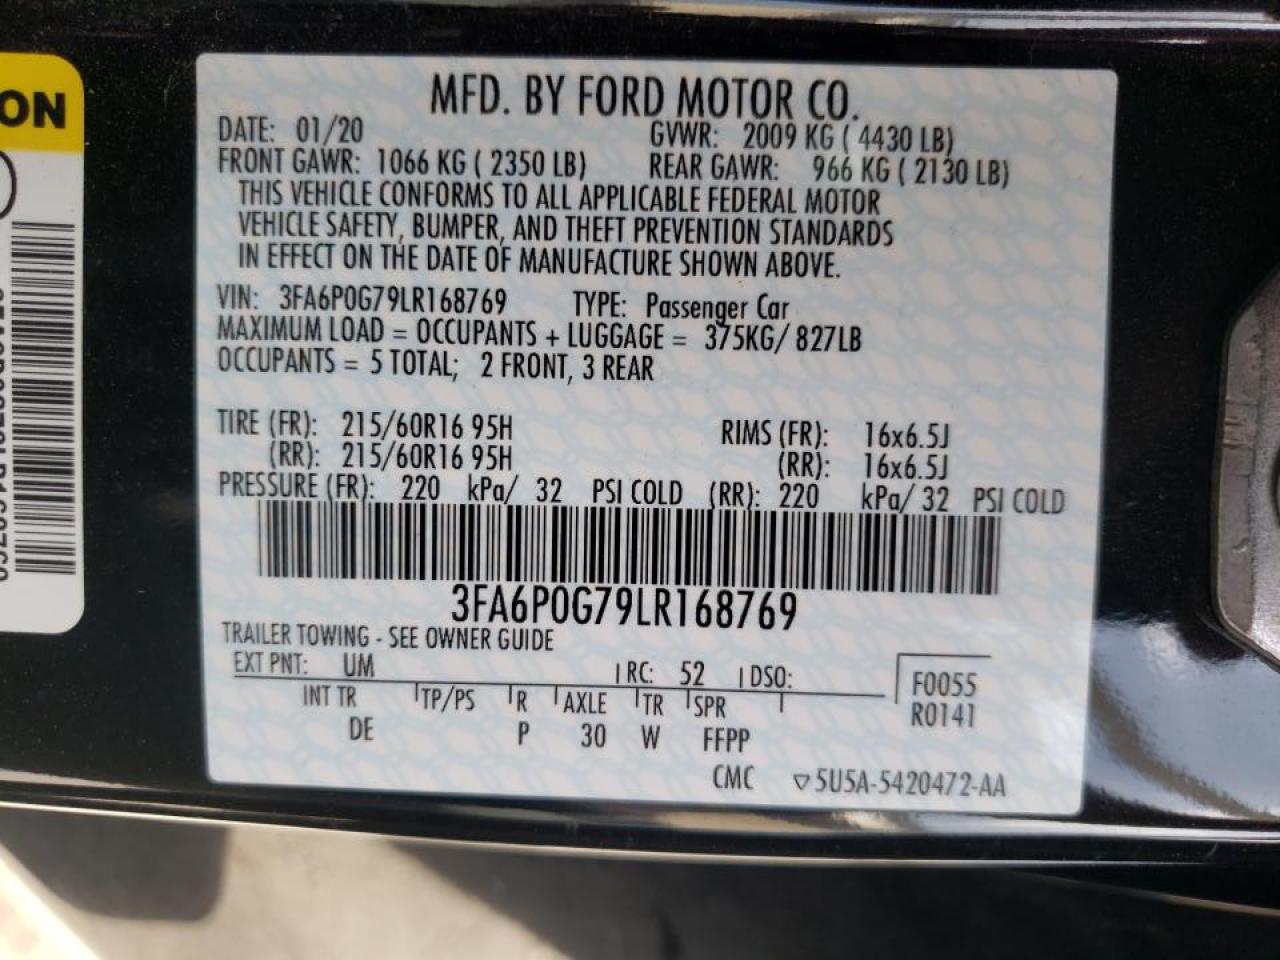 MFD. BY FORD MOTOR CO.
DATE: 01/20 GVWR: 2009 KG ( 4430 LB)
FRONT GAWR: 1066 KG ( 2350 LB) REAR GAWR: 966 KG ( 2130 LB)
THIS VEHICLE CONFORMS TO ALL APPLICABLE FEDERAL MOTOR
VEHICLE SAFETY, BUMPER, AND THEFT PREVENTION STANDARDS
IN EFFECT ON THE DATE OF MANUFACTURE SHOWN ABOVE.
VIN: 3FA6P0G79LR168769 TYPE: Passenger Car
MAXIMUM LOAD = OCCUPANTS + LUGGAGE = 375KG/ 827LB
OCCUPANTS = 5 TOTAL; 2 FRONT, 3 REAR
TIRE (FR): 215/60R16 95H RIMS (FR): 16x6.5J
(RR): 215/60R16 95H (RR): 16x6.5J
PRESSURE (FR): 220 kPa/ 32 PSI COLD (RR): 220 kPa/ 32 PSI COLD
3FA6P0G79LR168769
TRAILER TOWING - SEE OWNER GUIDE
EXT PNT: UM RC: 52 DSO:
F0055
INT TR TP/PS R AXLE TR SPR
R0141
DE P 30 W FFPP
CMC ▽5U5A-5420472-AA
ON